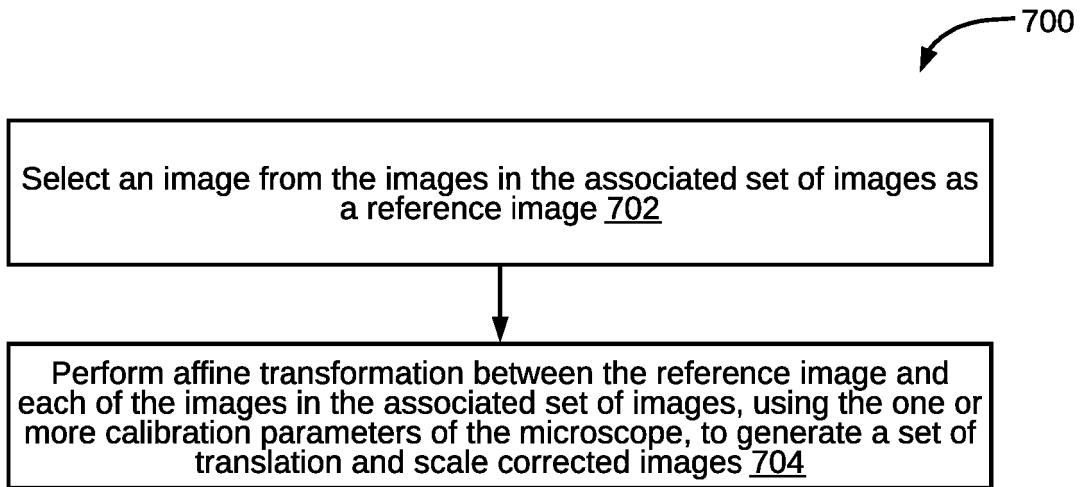 700
Select an image from the images in the associated set of images as
a reference image 702
Perform affine transformation between the reference image and
each of the images in the associated set of images, using the one or
more calibration parameters of the microscope, to generate a set of
translation and scale corrected images 704